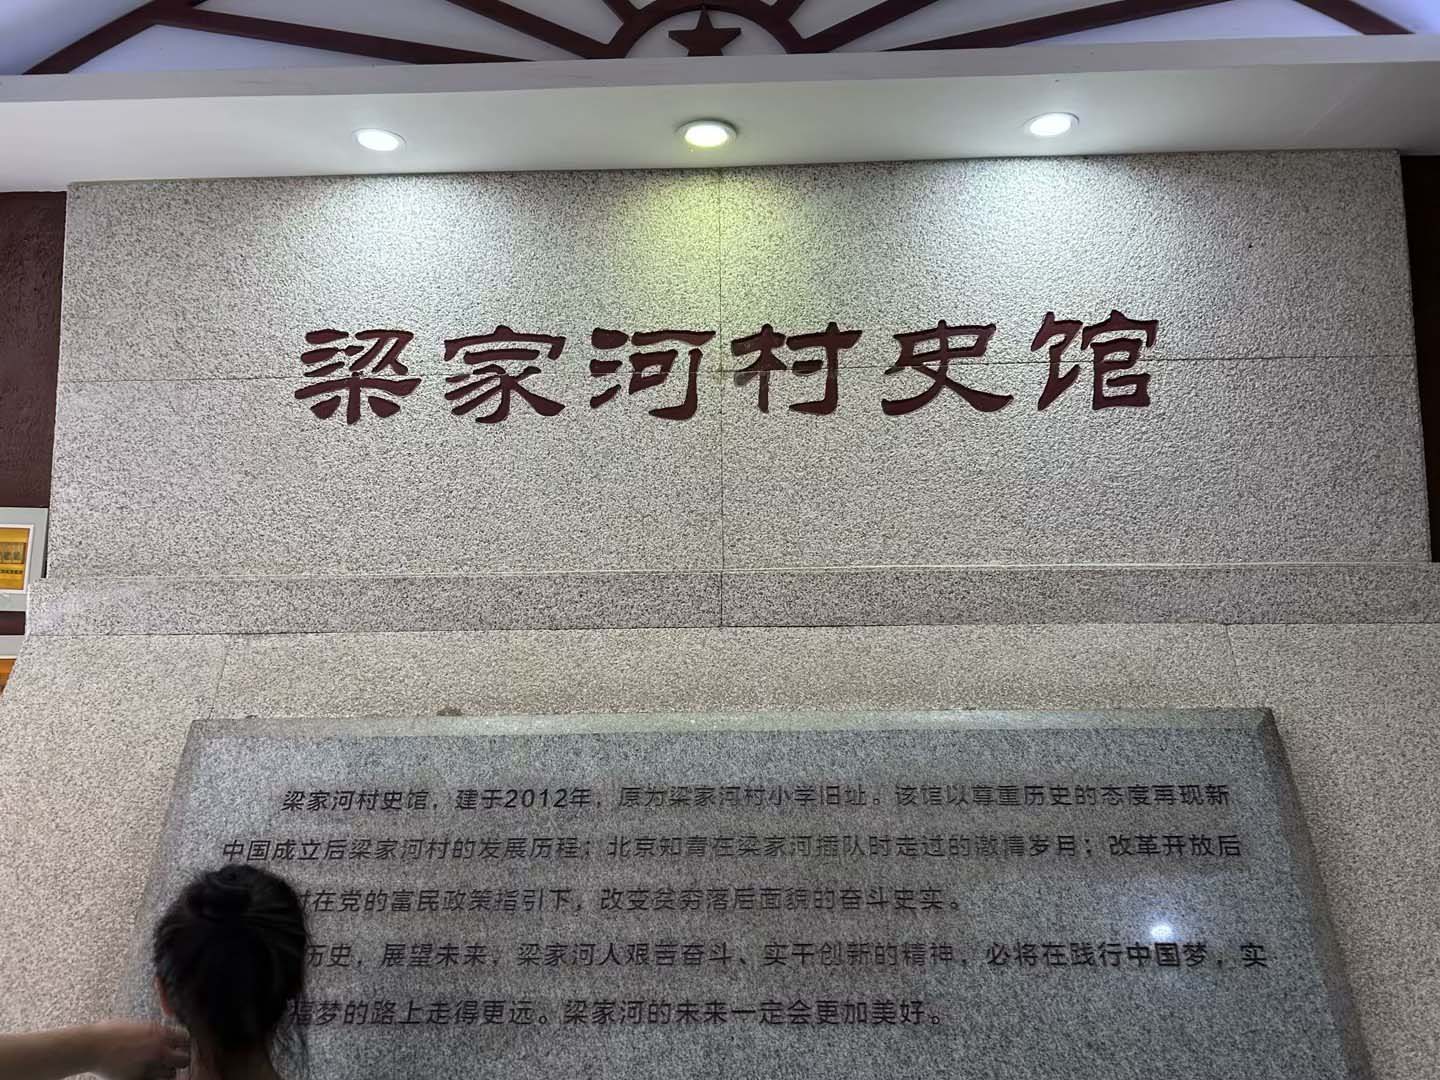 梁家河村史馆
梁家河村史馆，建于2012年，原为梁家河村小学旧址。该馆以尊重历史的态度再现新
中国成立后梁家河村的发展历程；北京知青在梁家河插队时走过的激情岁月；改革开放后
村在党的富民政策指引下，改变贫穷落后面貌的奋斗史实。
历史，展望未来，梁家河人艰苦奋斗、实干创新的精神，必将在践行中国梦，实
福梦的路上走得更远。梁家河的未来一定会更加美好。